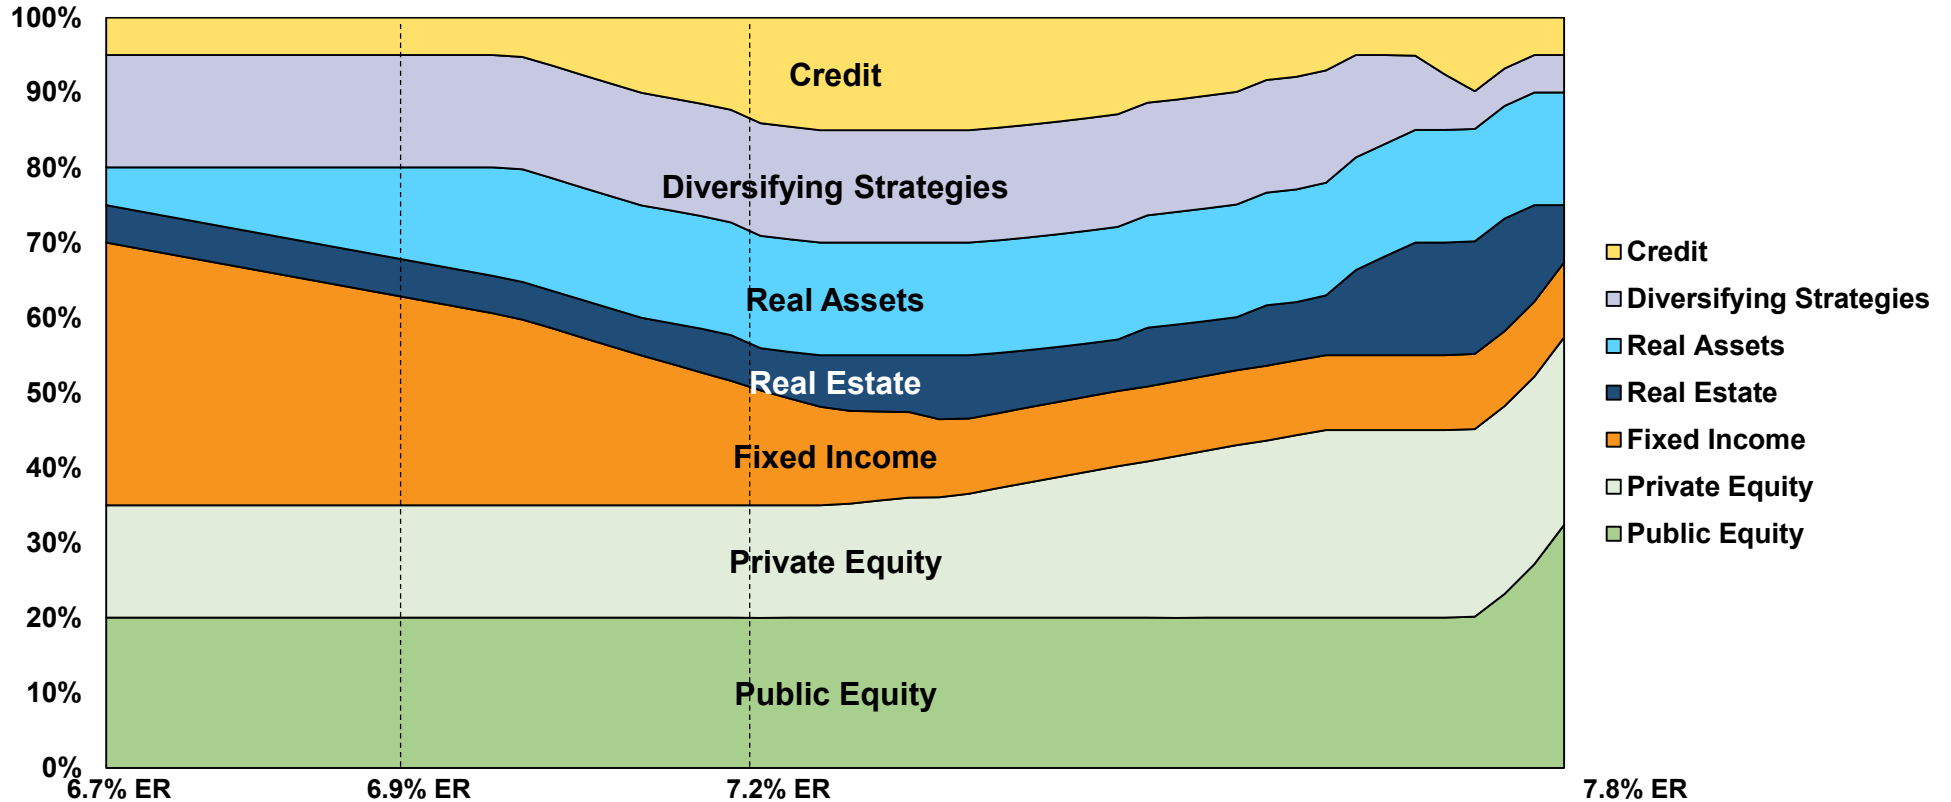 100%
90%
80%
70%
60%
50%
40%
30%
20%
10%
0%
Credit
Diversifying Strategies
Real Assets
Real Estate
Fixed Income
Private Equity
Public Equity
6.7% ER
6.9% ER
7.2% ER
7.8% ER
Credit
Diversifying Strategies
Real Assets
Real Estate
Fixed Income
Private Equity
Public Equity